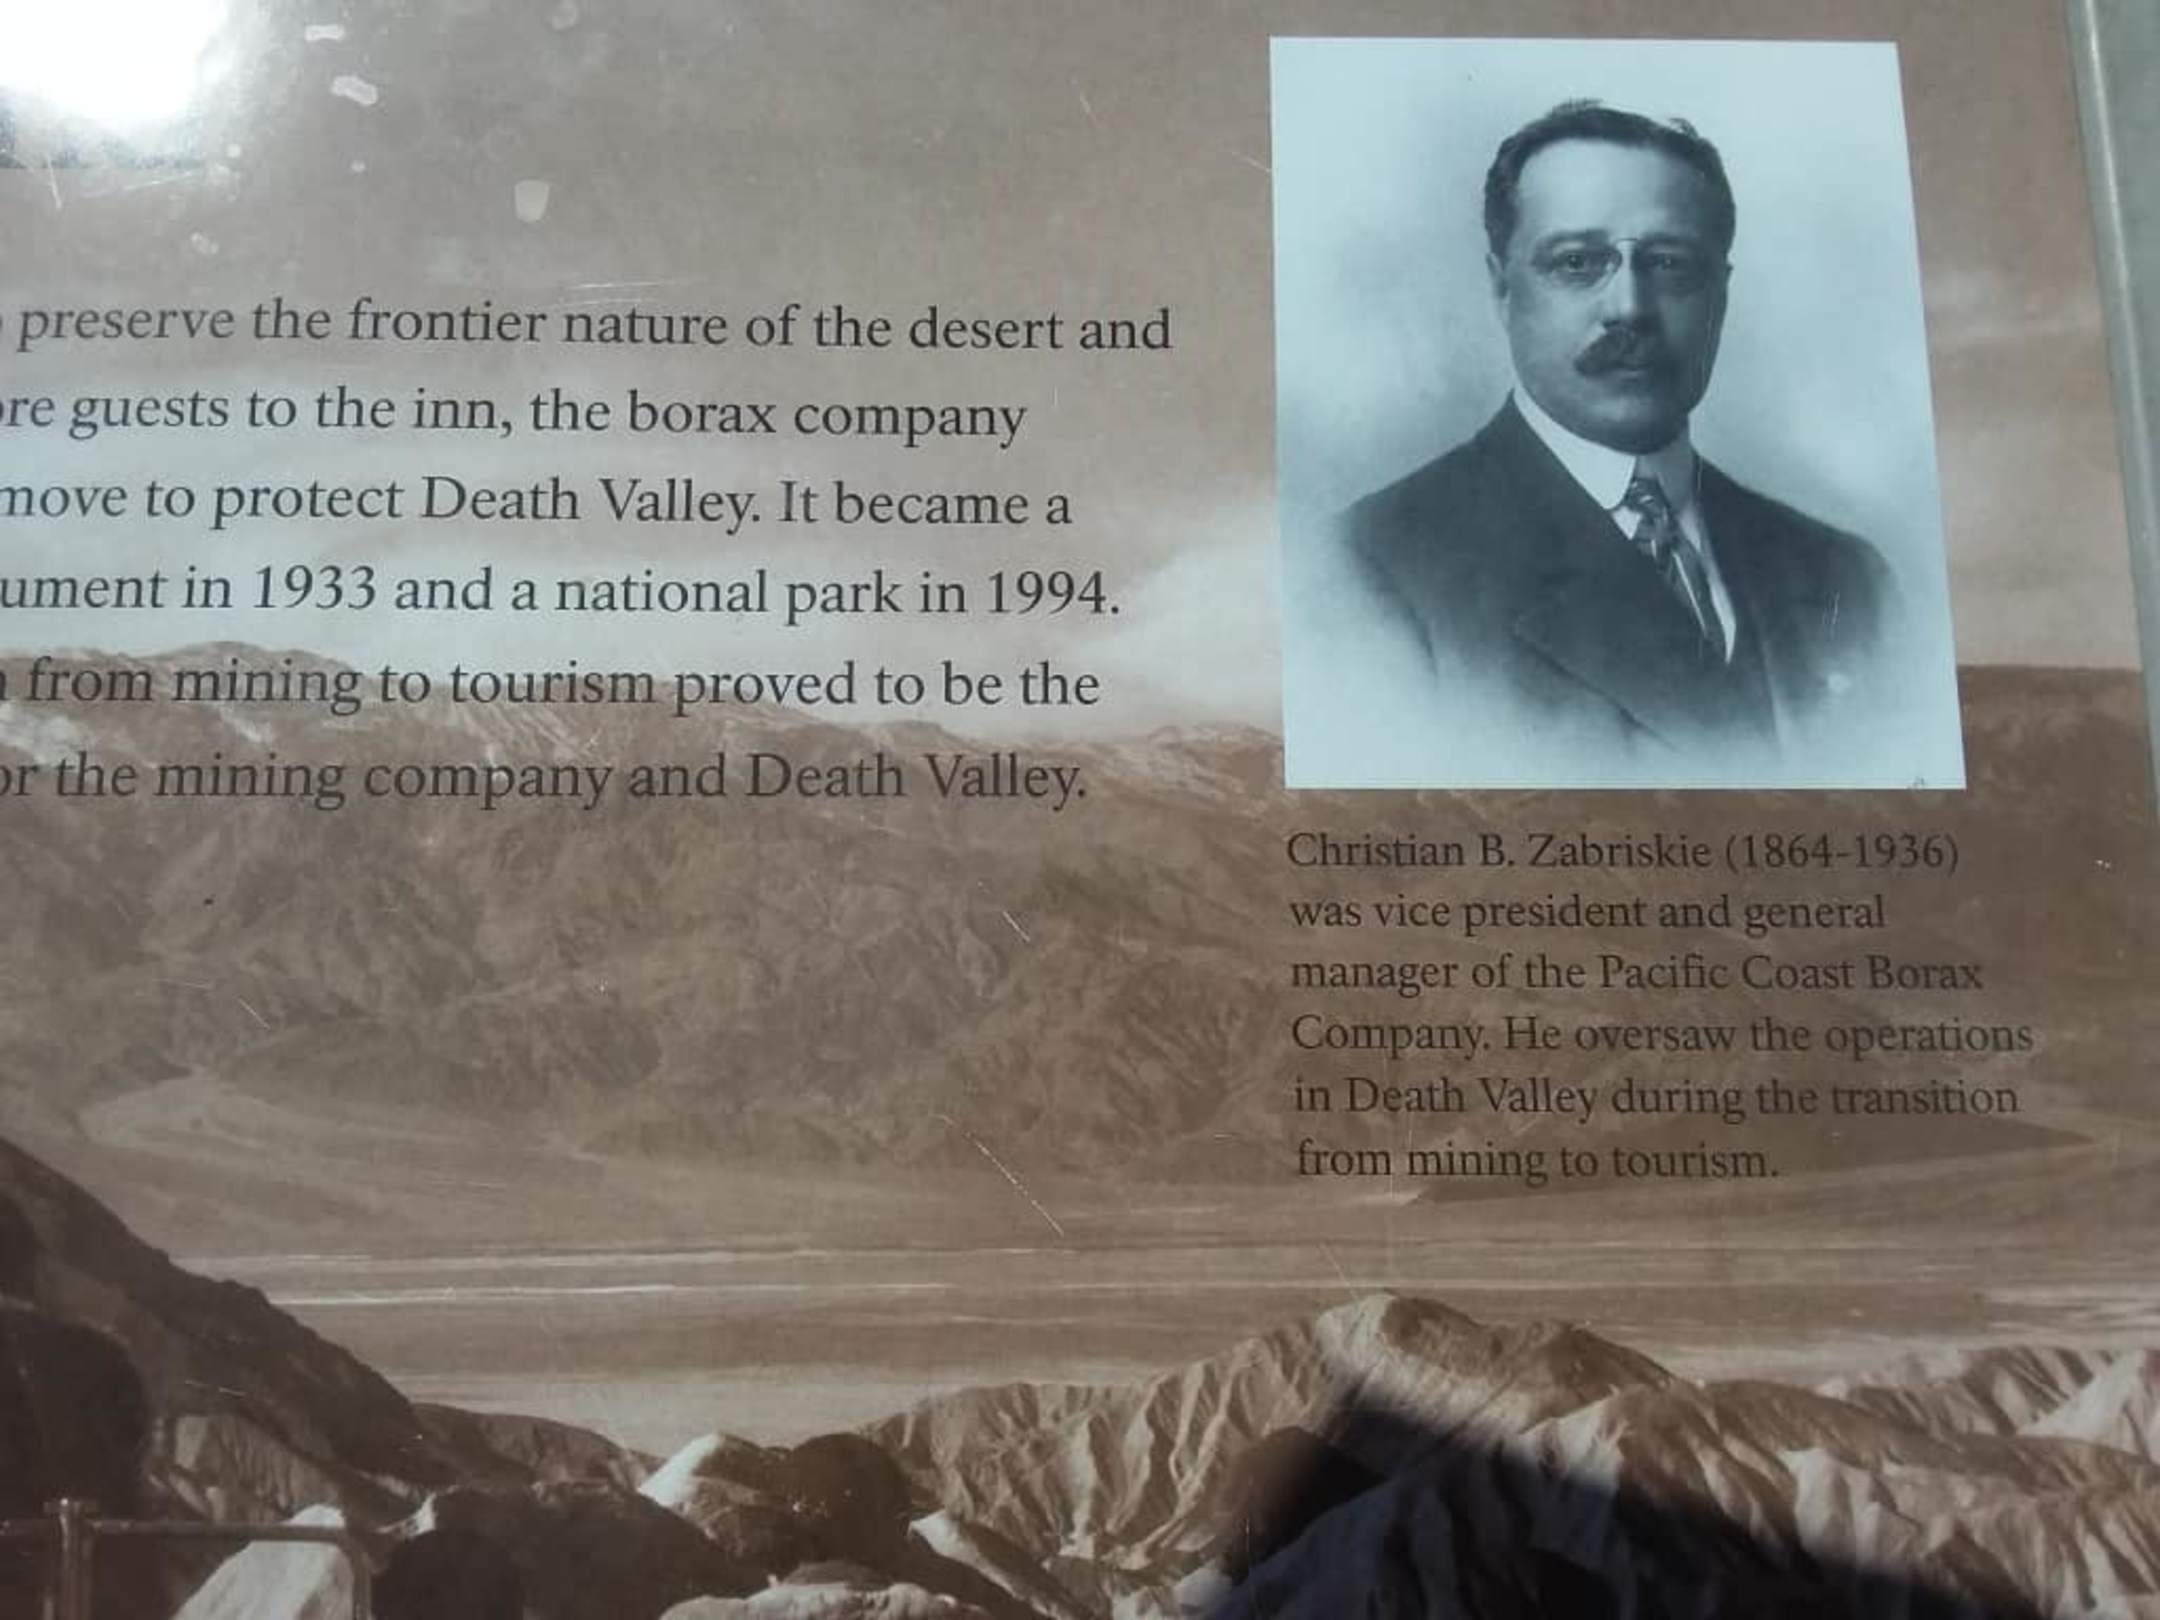 preserve the frontier nature of the desert and
guests to the inn, the borax company
move to protect Death Valley. It became a
in 1933 and a national park in 1994.
from mining to tourism proved to be the
the mining company and Death Valley.
Christian B. Zabriskie (1864-1936)
was vice president and general
manager of the Pacific Coast Borax
Company. He oversaw the operations
in Death Valley during the transition
from mining to tourism.